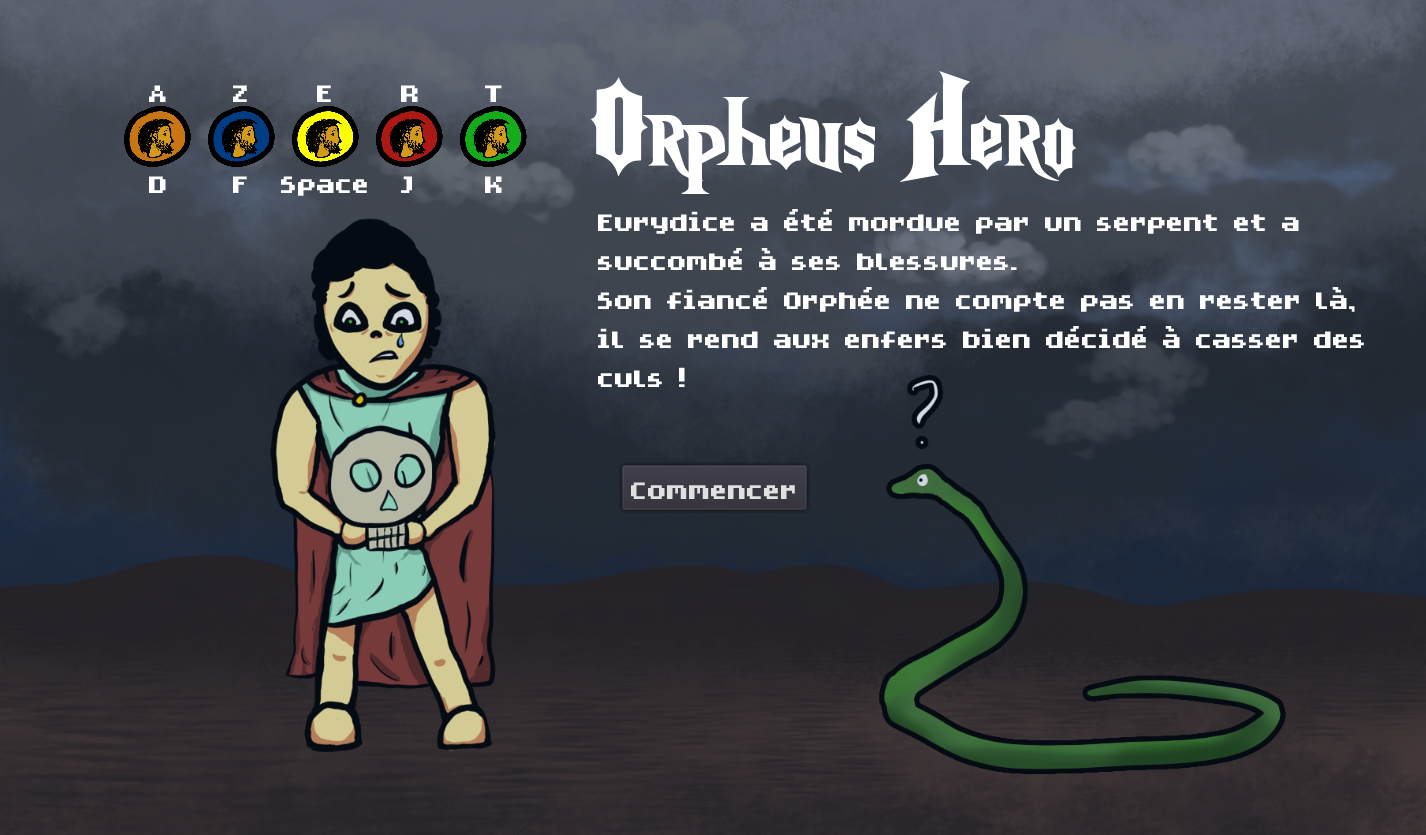 A Z E R T
D F Space J K
Orpheus Hero
Eurydice a été mordue par un serpent et a
succombé à ses blessures.
Son fiancé Orphée ne compte pas en rester là,
il se rend aux enfers bien décidé à casser des
culs !
?
Commencer